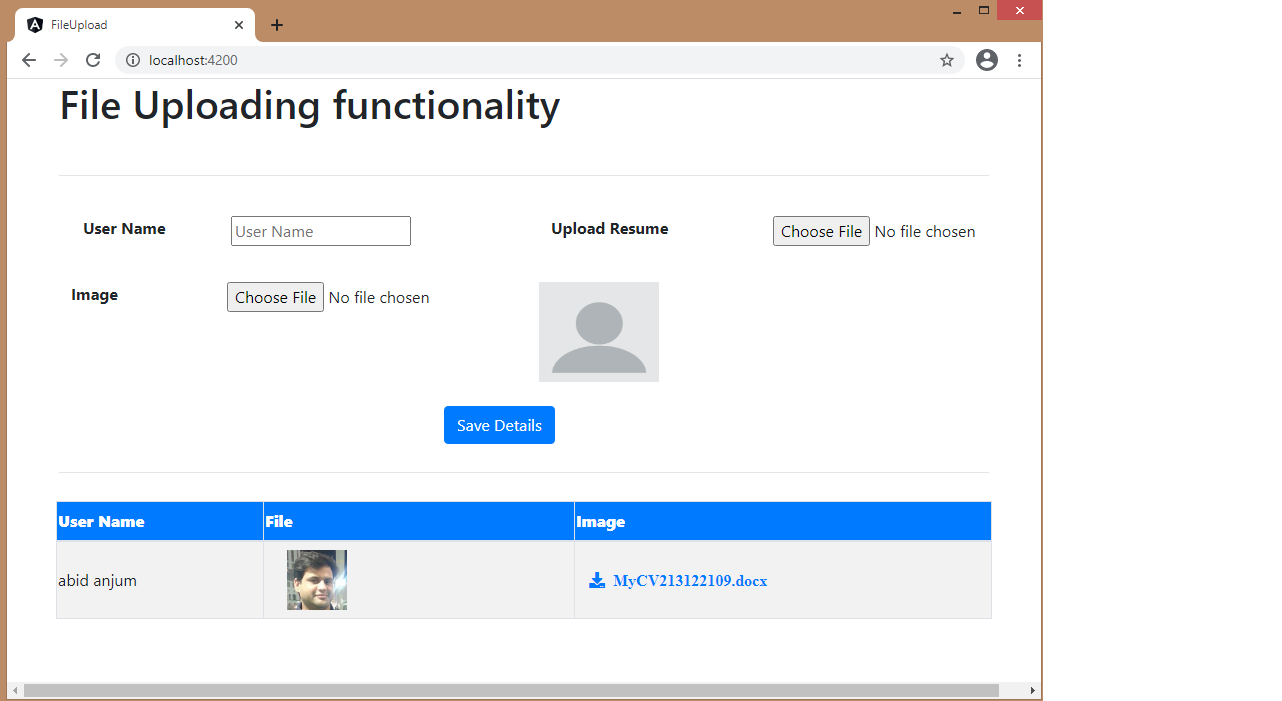 FileUpload
localhost:4200
File Uploading functionality
User Name User Name Upload Resume Choose File No file chosen
Image Choose File No file chosen
Save Details
User Name File Image
abid anjum MyCV213122109.docx